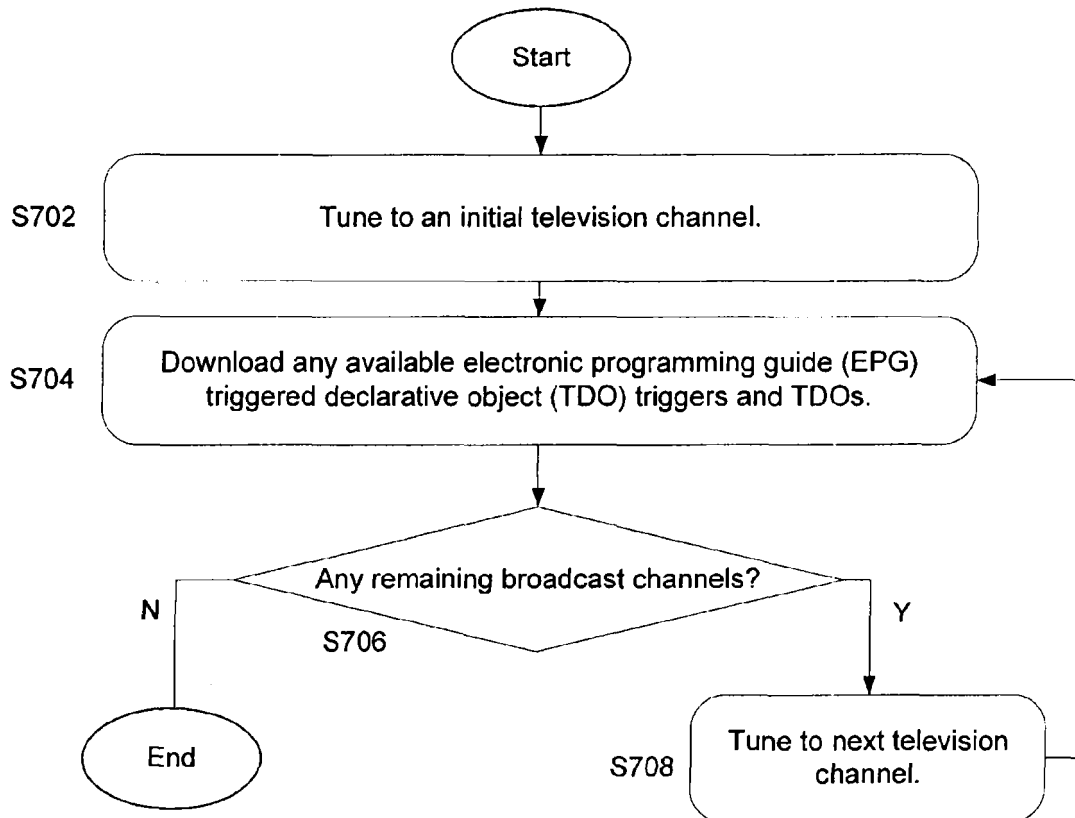 Start
S702
Tune to an initial television channel.
S704
Download any available electronic programming guide (EPG)
triggered declarative object (TDO) triggers and TDOs.
Any remaining broadcast channels?
N
Y
S706
End
S708
Tune to next television
channel.